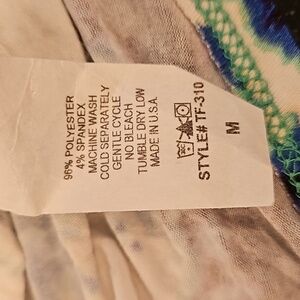 96% POLYESTER
4% SPANDEX
MACHINE WASH
COLD SEPARATELY
GENTLE CYCLE
NO BLEACH
TUMBLE DRY LOW
MADE IN U.S.A.
STYLE# TF-310
M